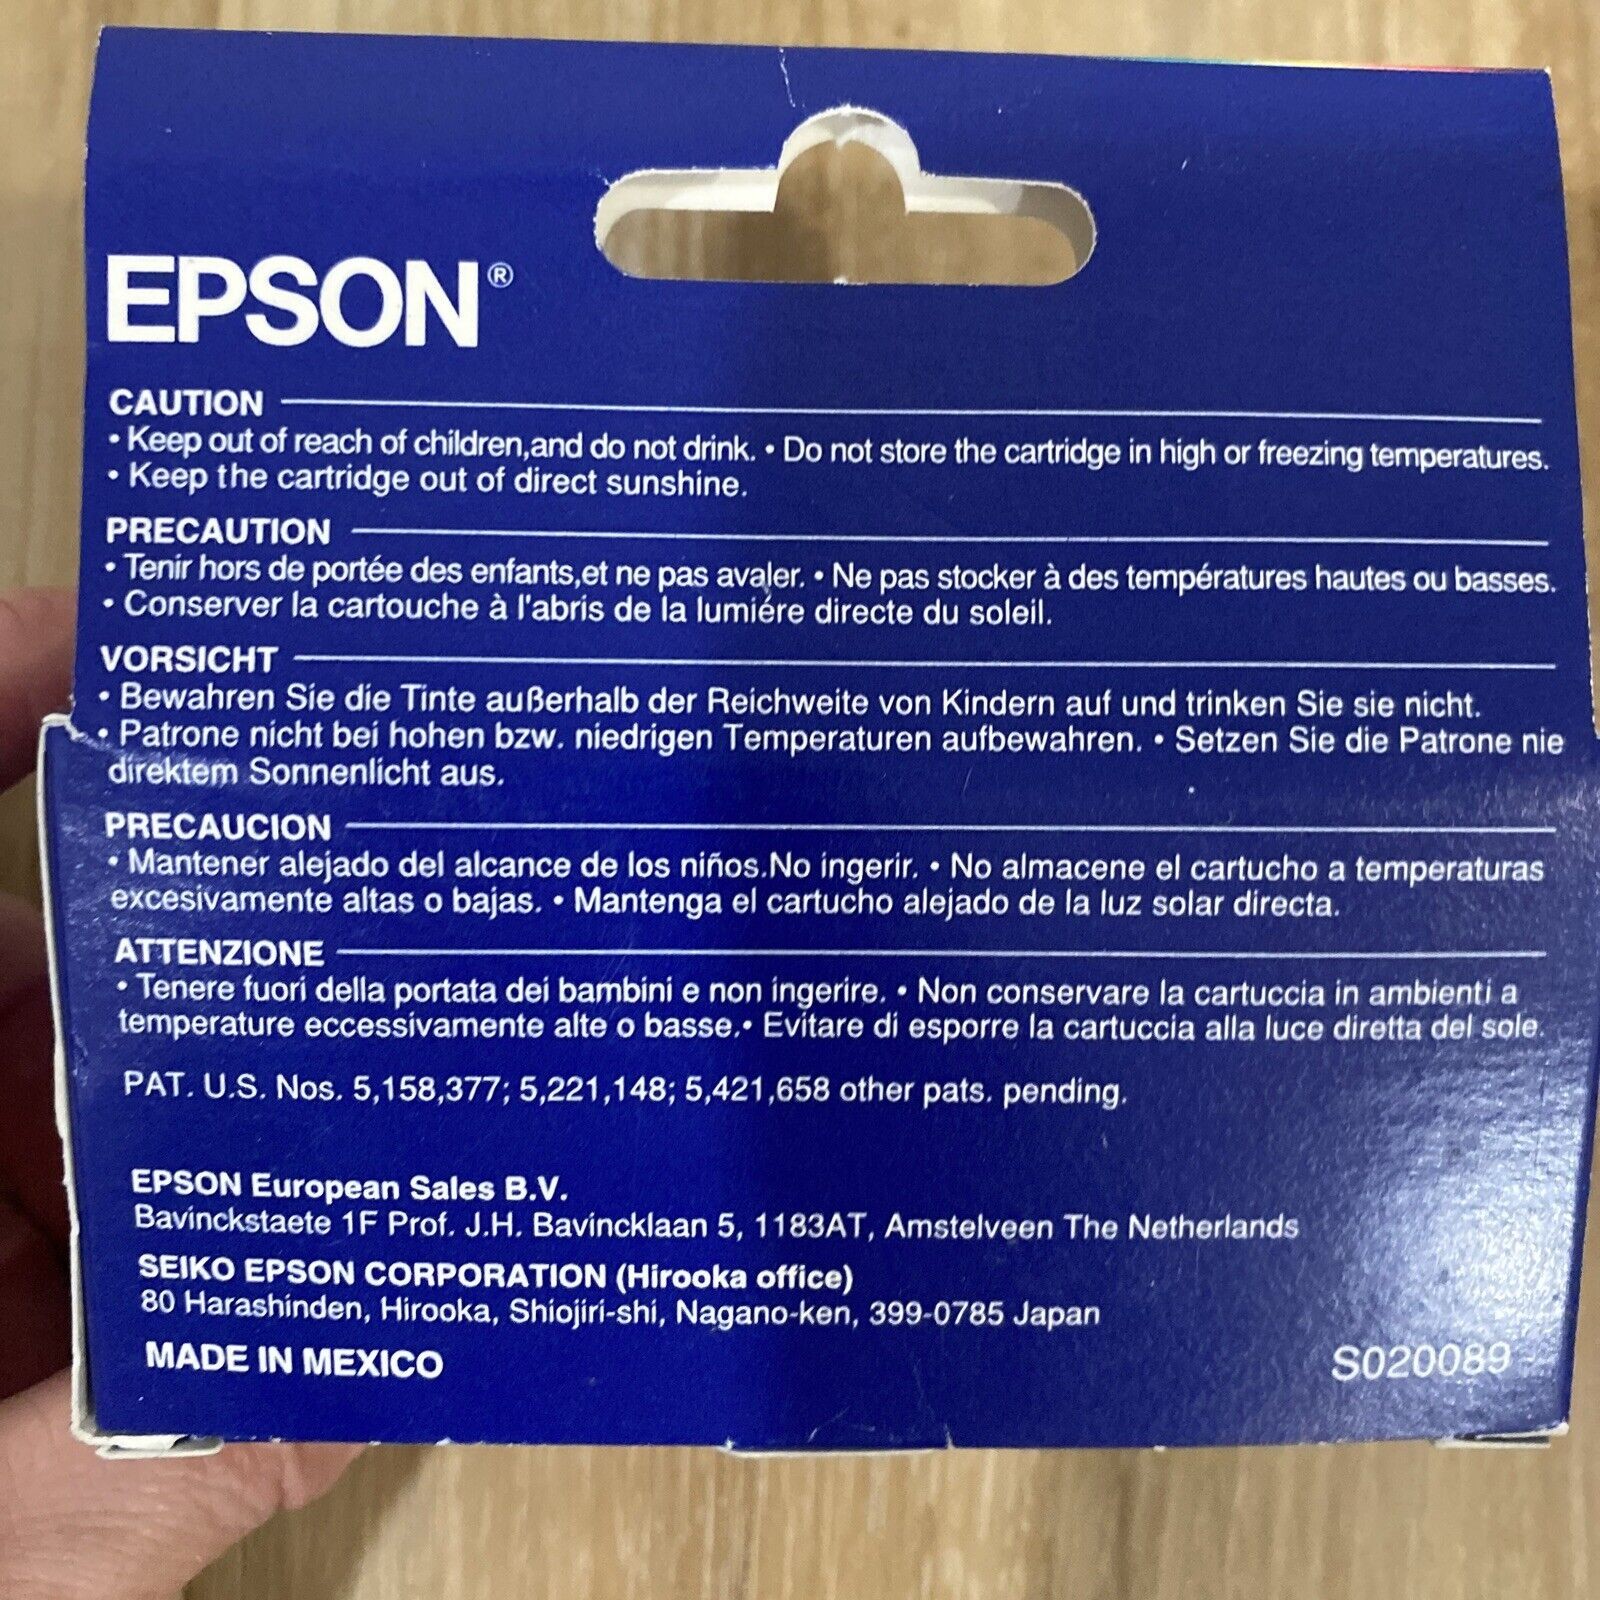 EPSON®
CAUTION
• Keep out of reach of children,and do not drink. • Do not store the cartridge in high or freezing temperatures.
• Keep the cartridge out of direct sunshine.
PRECAUTION
• Tenir hors de portée des enfants,et ne pas avaler. • Ne pas stocker à des températures hautes ou basses.
• Conserver la cartouche à l'abris de la lumiére directe du soleil.
VORSICHT
• Bewahren Sie die Tinte außerhalb der Reichweite von Kindern auf und trinken Sie sie nicht.
• Patrone nicht bei hohen bzw. niedrigen Temperaturen aufbewahren. • Setzen Sie die Patrone nie
direktem Sonnenlicht aus.
PRECAUCION
• Mantener alejado del alcance de los niños.No ingerir. • No almacene el cartucho a temperaturas
excesivamente altas o bajas. • Mantenga el cartucho alejado de la luz solar directa.
ATTENZIONE
• Tenere fuori della portata dei bambini e non ingerire. • Non conservare la cartuccia in ambienti a
temperature eccessivamente alte o basse.• Evitare di esporre la cartuccia alla luce diretta del sole.
PAT. U.S. Nos. 5,158,377; 5,221,148; 5,421,658 other pats. pending.
EPSON European Sales B.V.
Bavinckstaete 1F Prof. J.H. Bavincklaan 5, 1183AT, Amstelveen The Netherlands
SEIKO EPSON CORPORATION (Hirooka office)
80 Harashinden, Hirooka, Shiojiri-shi, Nagano-ken, 399-0785 Japan
MADE IN MEXICO
S020089